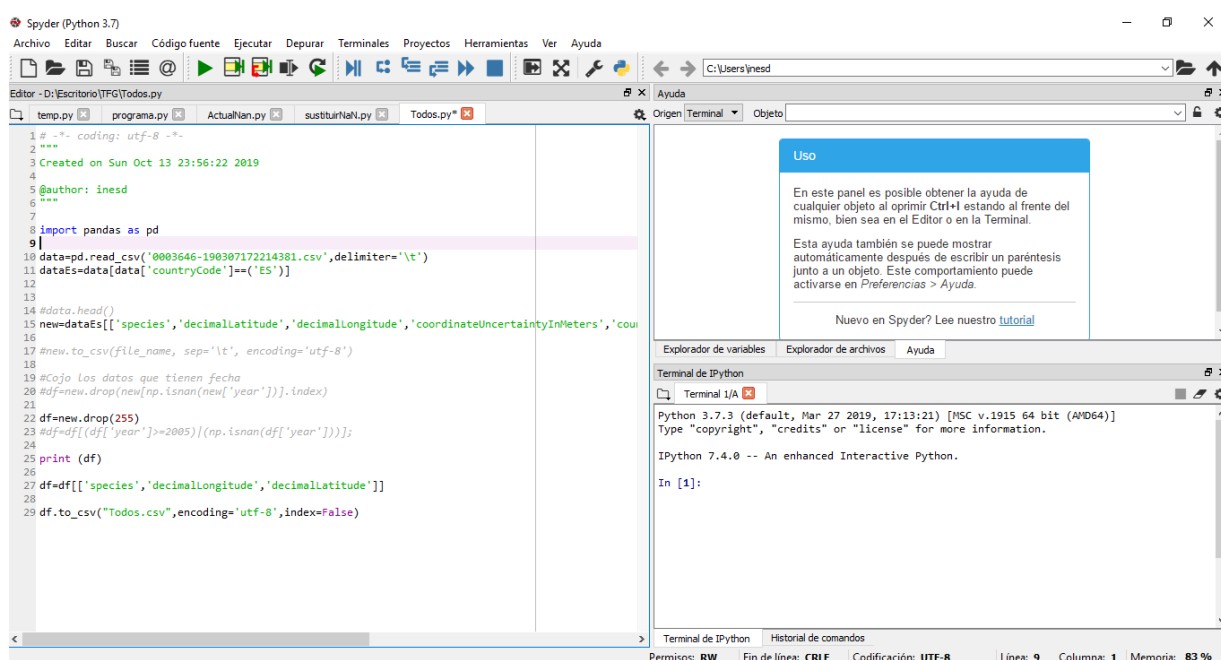 Spyder (Python 3.7)
Archivo Editar Buscar Código fuente Ejecutar Depurar Terminales Proyectos Herramientas Ver Ayuda
C:\Users\inesd
Editor - D:\Escritorio\TFG\Todos.py
temp.py programa.py ActualNan.py sustituirNaN.py Todos.py*
1 # -*- coding: utf-8 -*-
2 """
3 Created on Sun Oct 13 23:56:22 2019
4
5 @author: inesd
6 """
7
8 import pandas as pd
9
10 data=pd.read_csv('0003646-190307172214381.csv',delimiter='\t')
11 dataEs=data[data['countryCode']==('ES')]
12
13
14 #data.head()
15 new=dataEs[['species','decimalLatitude','decimalLongitude','coordinateUncertaintyInMeters','cou
16
17 #new.to_csv(file_name, sep='\t', encoding='utf-8')
18
19 #Cojo los datos que tienen fecha
20 #df=new.drop(new[np.isnan(new['year'])].index)
21
22 df=new.drop(255)
23 #df=df[(df['year']>=2005)|(np.isnan(df['year']))];
24
25 print (df)
26
27 df=df[['species','decimalLongitude','decimalLatitude']]
28
29 df.to_csv("Todos.csv",encoding='utf-8',index=False)
Ayuda
Origen Terminal Objeto
Uso
En este panel es posible obtener la ayuda de
cualquier objeto al oprimir Ctrl+I estando al frente del
mismo, bien sea en el Editor o en la Terminal.
Esta ayuda también se puede mostrar
automáticamente después de escribir un paréntesis
junto a un objeto. Este comportamiento puede
activarse en Preferencias > Ayuda.
Nuevo en Spyder? Lee nuestro tutorial
Explorador de variables Explorador de archivos Ayuda
Terminal de IPython
Terminal 1/A
Python 3.7.3 (default, Mar 27 2019, 17:13:21) [MSC v.1915 64 bit (AMD64)]
Type "copyright", "credits" or "license" for more information.
IPython 7.4.0 -- An enhanced Interactive Python.
In [1]:
Terminal de IPython Historial de comandos
Permisos: RW Fin de línea: CRLF Codificación: UTF-8 Línea: 9 Columna: 1 Memoria: 83 %